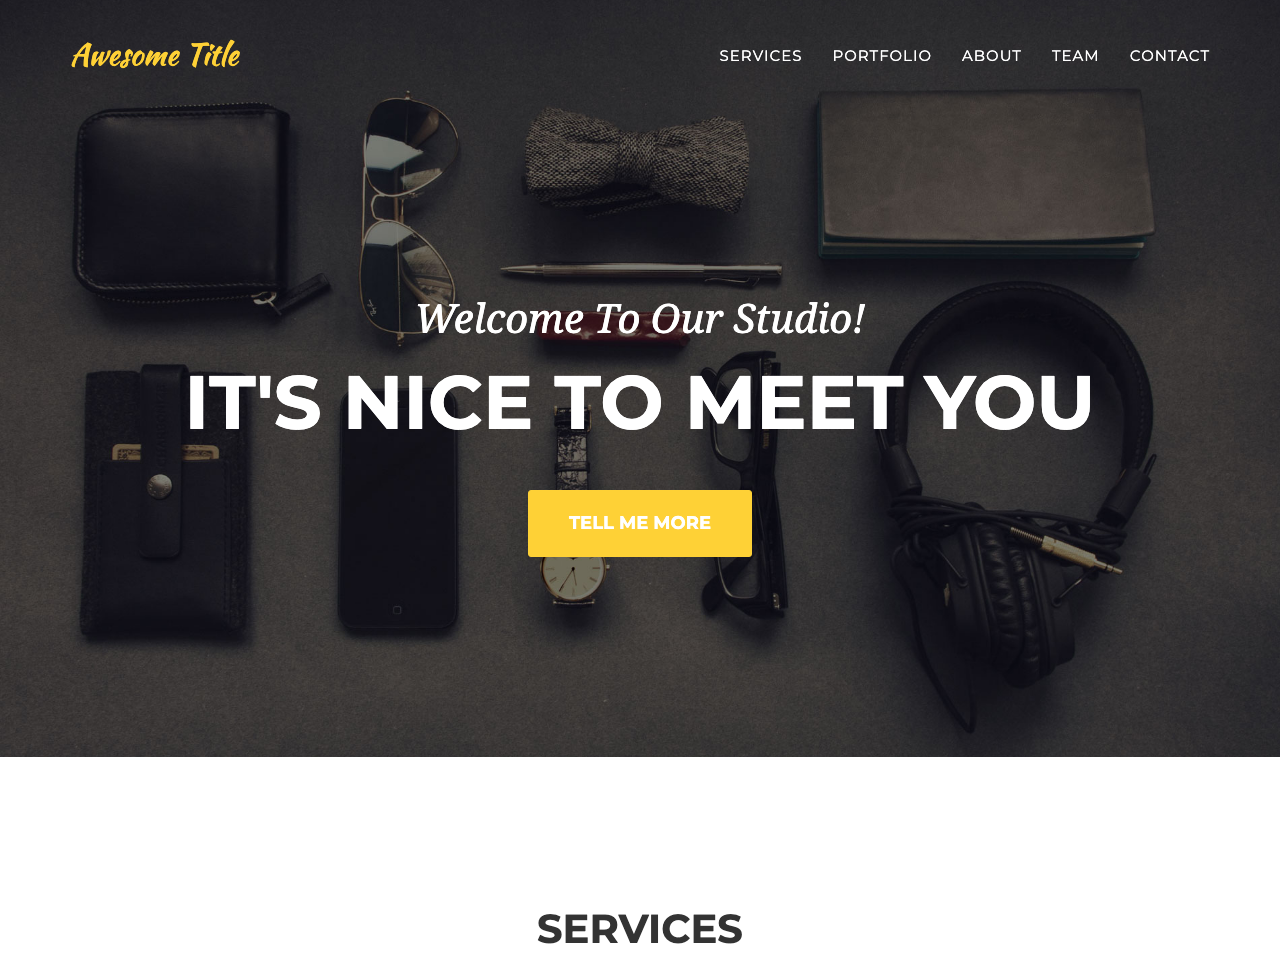 Awesome Title
SERVICES PORTFOLIO ABOUT TEAM CONTACT
Welcome To Our Studio!
IT'S NICE TO MEET YOU
TELL ME MORE
SERVICES